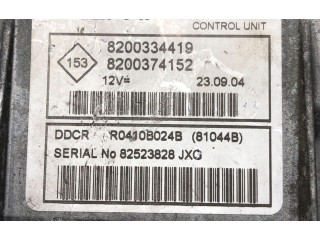 CONTROL UNIT
153
8200334419
8200374152
12V= 23.09.04
DDCR R0410B024B (81044B)
SERIAL No 82523828 JXG